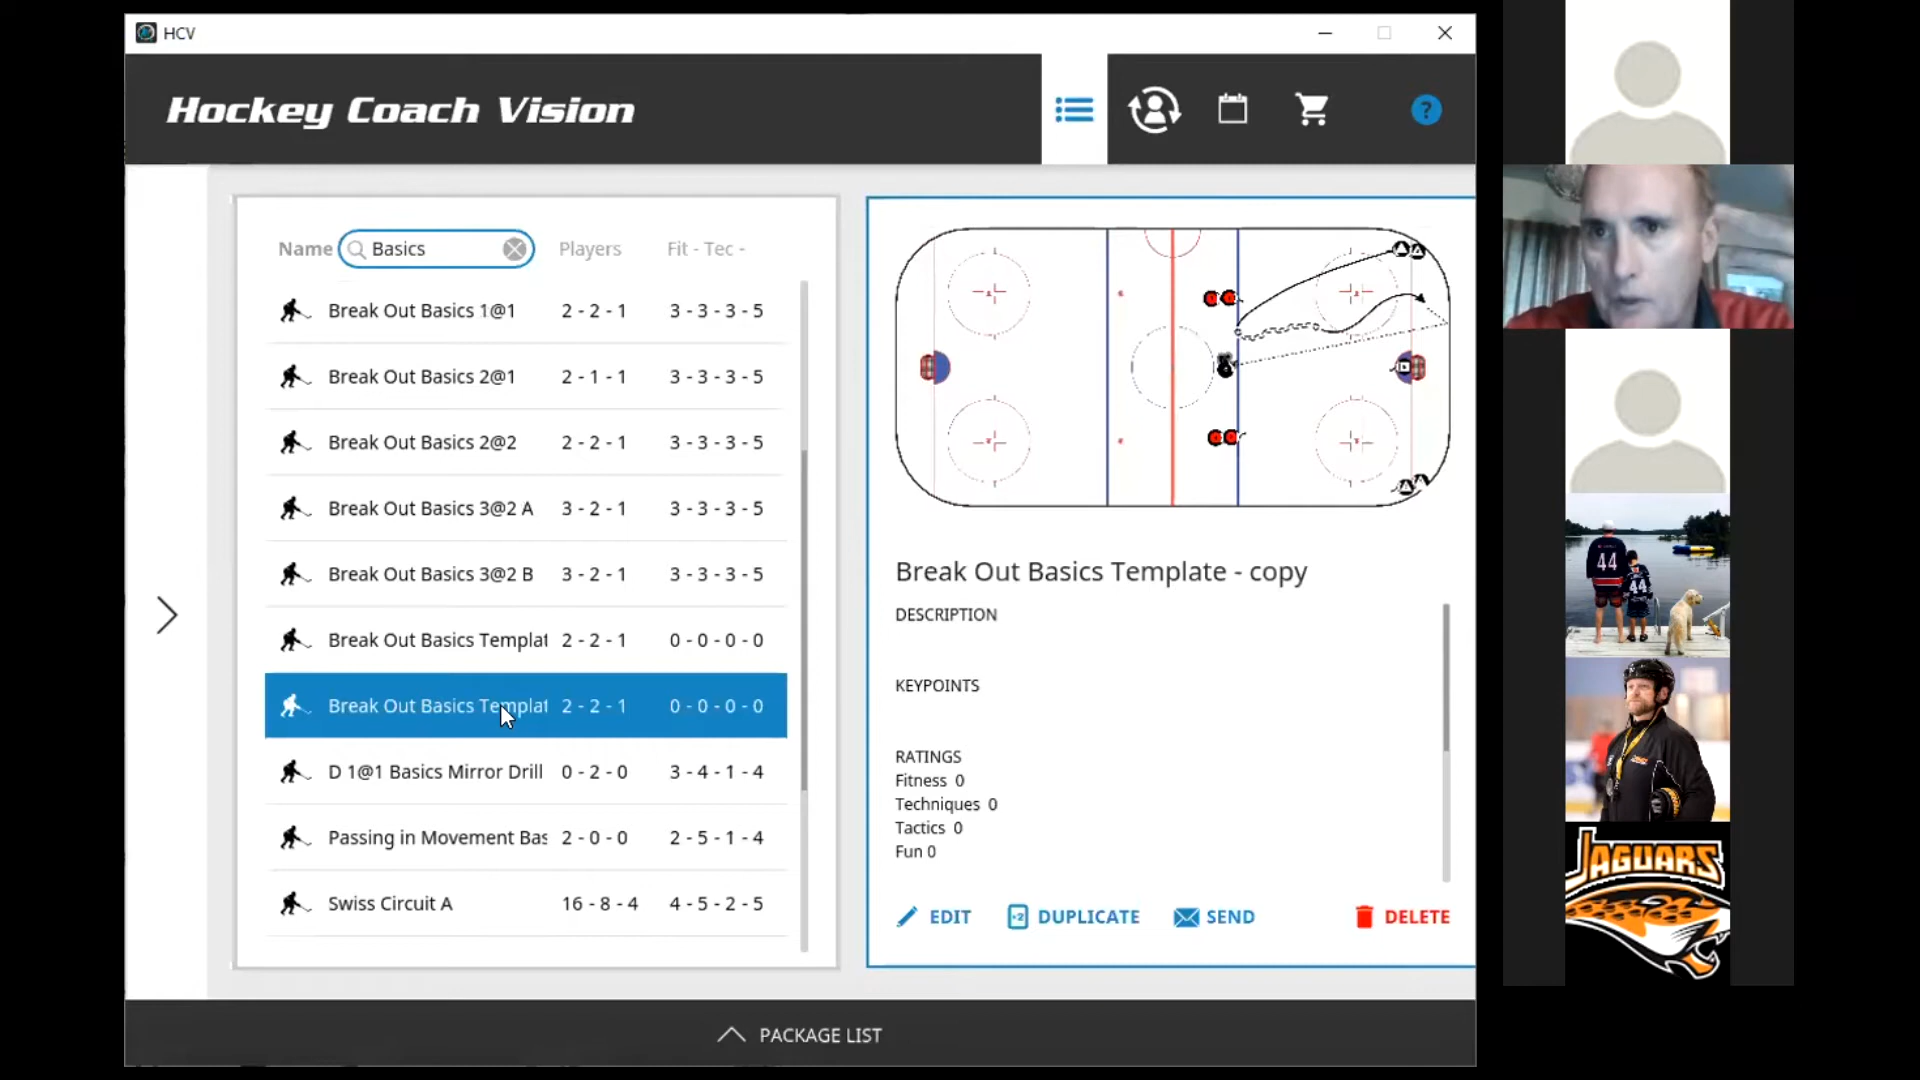 HCV
Hockey Coach Vision
?
Name Basics Players Fit - Tec -
Break Out Basics 1@1 2 - 2 - 1 3 - 3 - 3 - 5
Break Out Basics 2@1 2 - 1 - 1 3 - 3 - 3 - 5
Break Out Basics 2@2 2 - 2 - 1 3 - 3 - 3 - 5
Break Out Basics 3@2 A 3 - 2 - 1 3 - 3 - 3 - 5
Break Out Basics 3@2 B 3 - 2 - 1 3 - 3 - 3 - 5
Break Out Basics Templat 2 - 2 - 1 0 - 0 - 0 - 0
Break Out Basics Templat 2 - 2 - 1 0 - 0 - 0 - 0
D 1@1 Basics Mirror Drill 0 - 2 - 0 3 - 4 - 1 - 4
Passing in Movement Bas 2 - 0 - 0 2 - 5 - 1 - 4
Swiss Circuit A 16 - 8 - 4 4 - 5 - 2 - 5
Break Out Basics Template - copy
DESCRIPTION
KEYPOINTS
RATINGS
Fitness 0
Techniques 0
Tactics 0
Fun 0
EDIT DUPLICATE SEND DELETE
PACKAGE LIST
44
44
JAGUARS